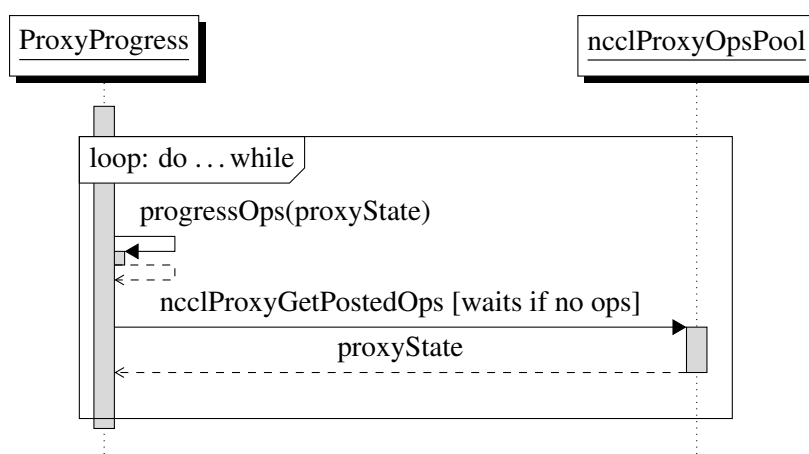 ProxyProgress
ncclProxyOpsPool
loop: do ... while
progressOps(proxyState)
ncclProxyGetPostedOps [waits if no ops]
proxyState